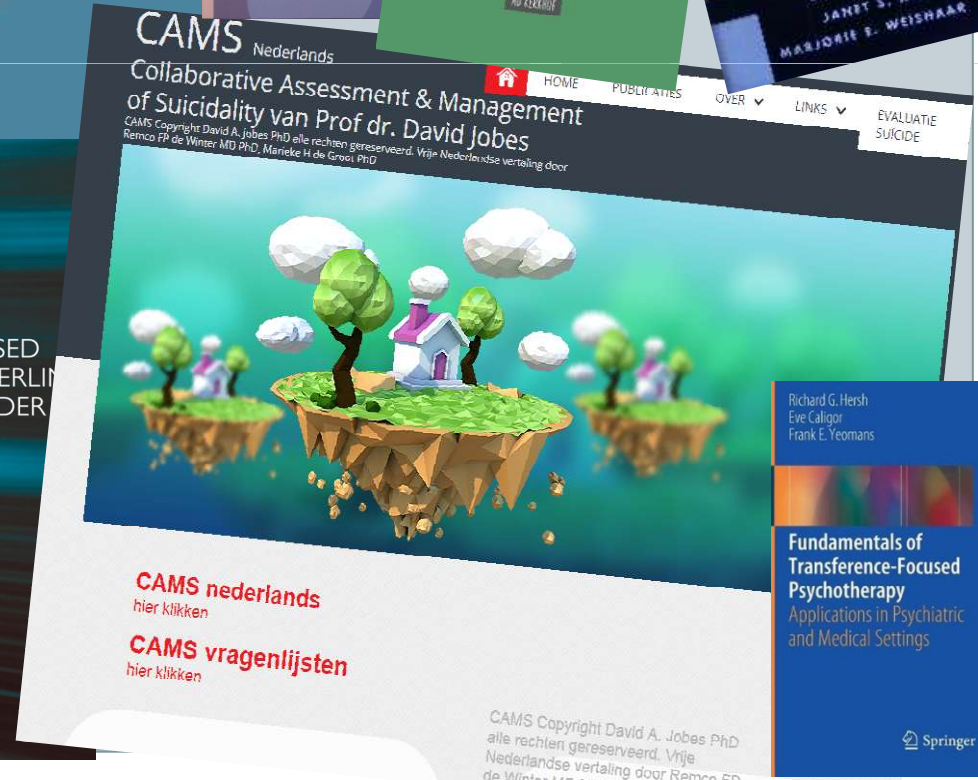 AD KERKHOF
JANET S.
MARJORIE E. WEISHAAR
CAMS Nederlands
Collaborative Assessment & Management
of Suicidality van Prof dr. David Jobes
CAMS Copyright David A. Jobes PhD alle rechten gereserveerd. Vrije Nederlandse vertaling door
Remco FP de Winter MD PhD, Marieke H de Groot PhD
HOME
PUBLICATIES
OVER
LINKS
EVALUATIE
SUÏCIDE
SED
ERLIN
DER
Richard G. Hersh
Eve Caligor
Frank E. Yeomans
Fundamentals of
Transference-Focused
Psychotherapy
Applications in Psychiatric
and Medical Settings
Springer
CAMS nederlands
hier klikken
CAMS vragenlijsten
hier klikken
CAMS Copyright David A. Jobes PhD
alle rechten gereserveerd. Vrije
Nederlandse vertaling door Remco FP